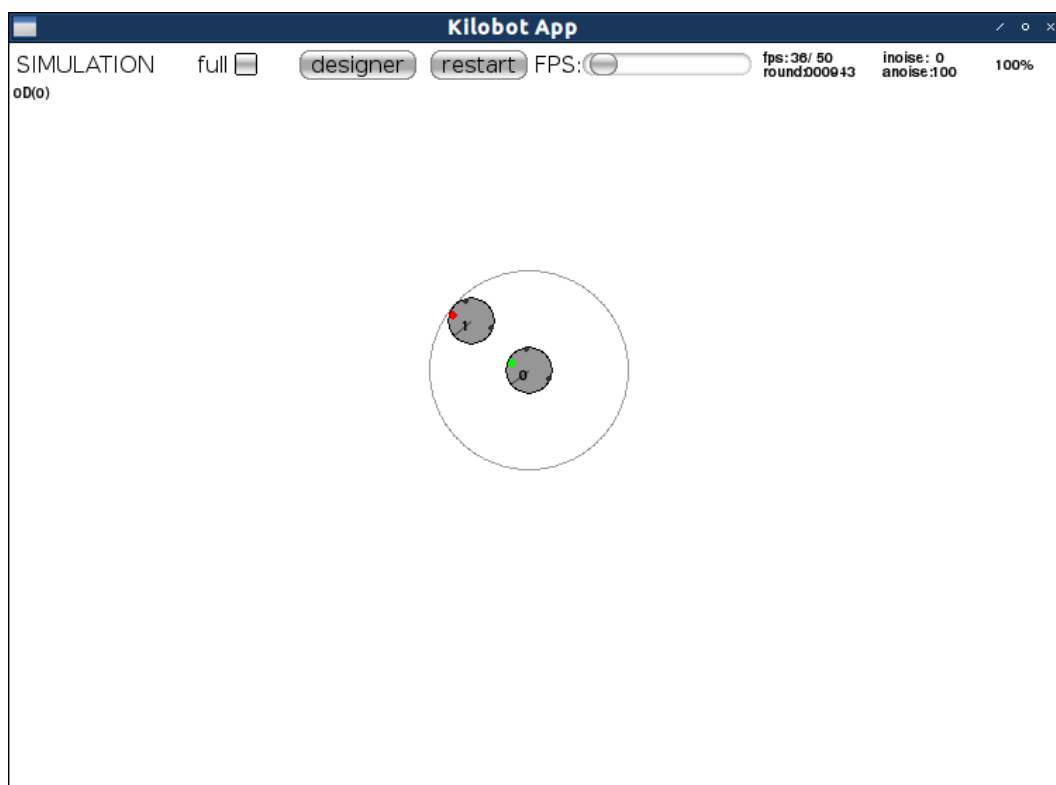 Kilobot App
SIMULATION full designer restart FPS: fps: 36/ 50 inoise: 0 100%
round:000943 anoise:100
oD(o)
1
0